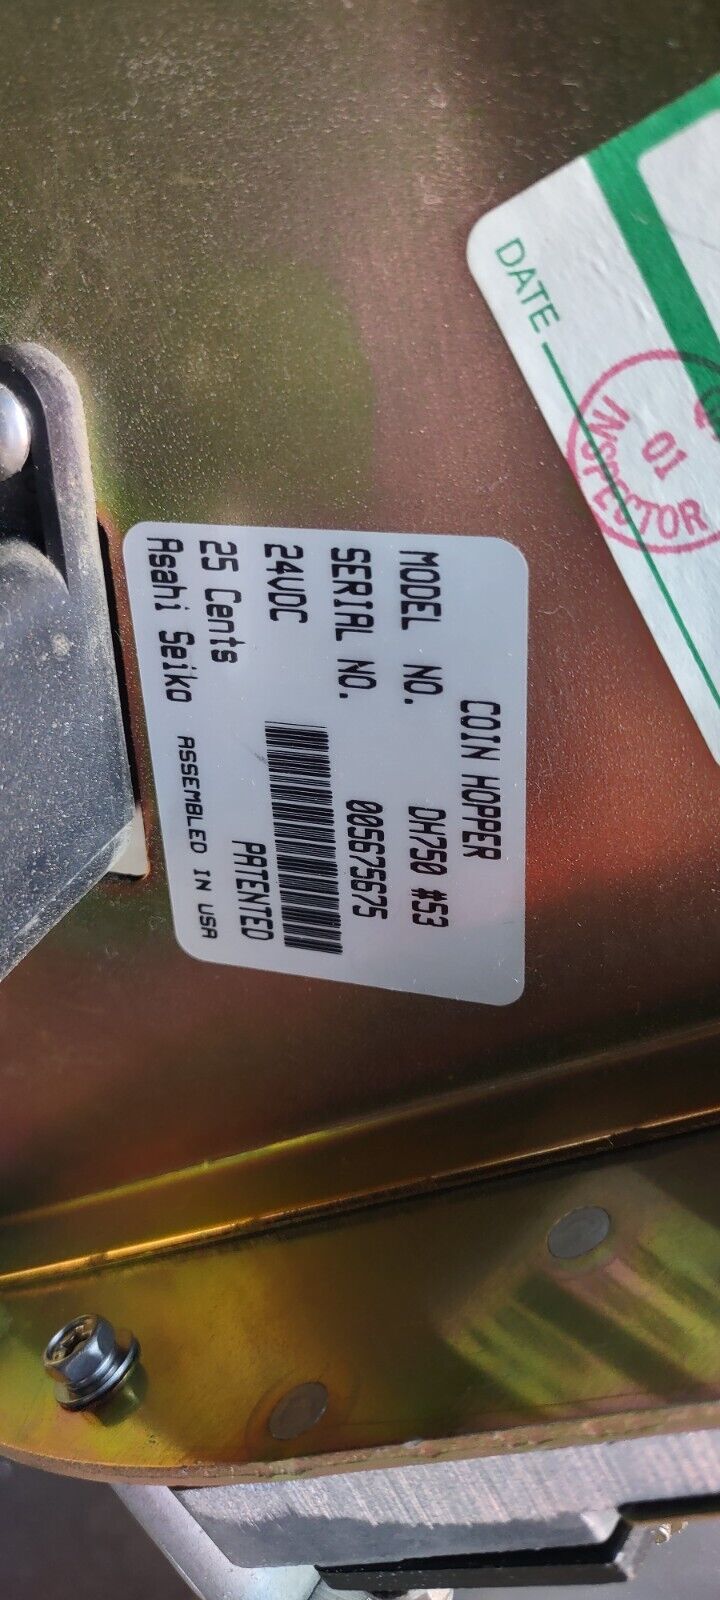 COIN HOPPER
MODEL NO. DH750 #53
SERIAL NO. 005675675
24VDC
25 Cents PATENTED
Asahi Seiko ASSEMBLED IN USA
DATE
INSPECTOR
01